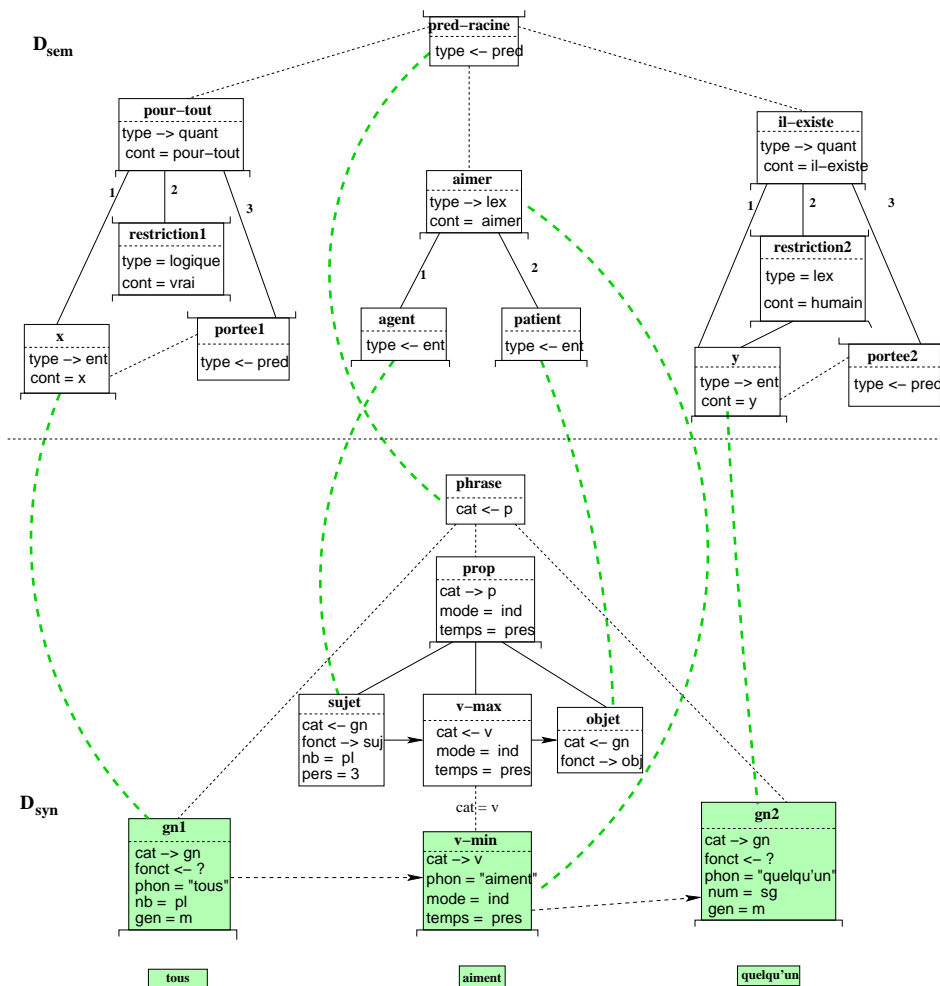 pred−racine
type <- pred
D sem
pour−tout
type -> quant
cont = pour-tout
il−existe
type -> quant
cont = il-existe
aimer
type -> lex
cont = aimer
1
2
3
1
2
3
restriction1
type = logique
cont = vrai
restriction2
type = lex
cont = humain
1
2
x
type -> ent
cont = x
portee1
type <- pred
agent
type <- ent
patient
type <- ent
y
type -> ent
cont = y
portee2
type <- pred
phrase
cat <- p
prop
cat -> p
mode = ind
temps = pres
sujet
cat <- gn
fonct -> suj
nb = pl
pers = 3
v−max
cat <- v
mode = ind
temps = pres
objet
cat <- gn
fonct -> obj
D syn
cat = v
gn1
cat -> gn
fonct <- ?
phon = "tous"
nb = pl
gen = m
v−min
cat -> v
phon = "aiment"
mode = ind
temps = pres
gn2
cat -> gn
fonct <- ?
phon = "quelqu'un"
num = sg
gen = m
tous
aiment
quelqu'un